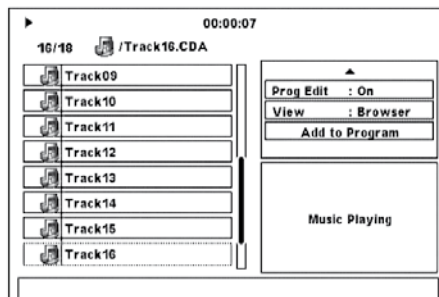 00:00:07
16/18 /Track16.CDA
Track09
Track10
Track11
Track12
Track13
Track14
Track15
Track16
Prog Edit : On
View : Browser
Add to Program
Music Playing